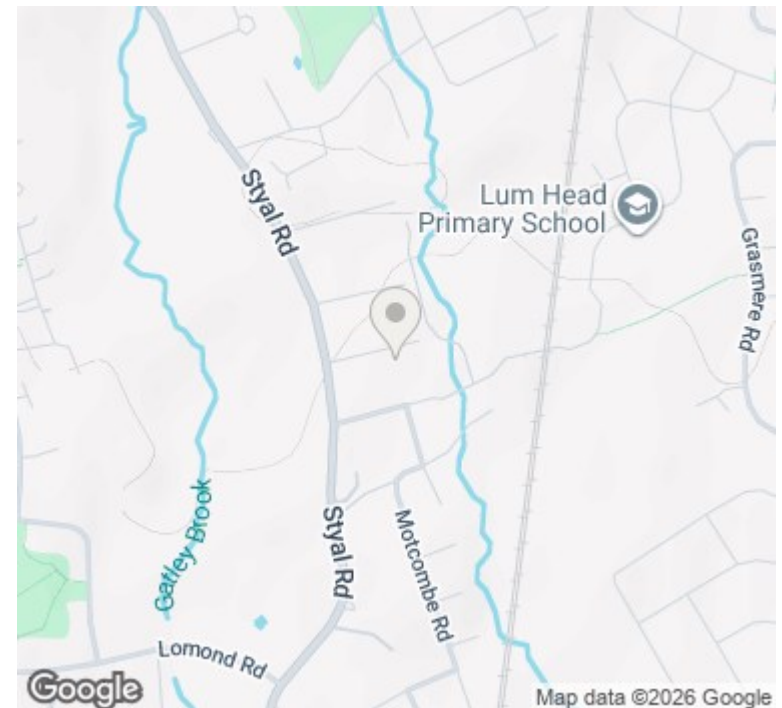 Styal Rd
Lum Head
Primary School
Grasmere Rd
Gatley Brook
Styal Rd
Motcombe Rd
Lomond Rd
Google
Map data ©2026 Google